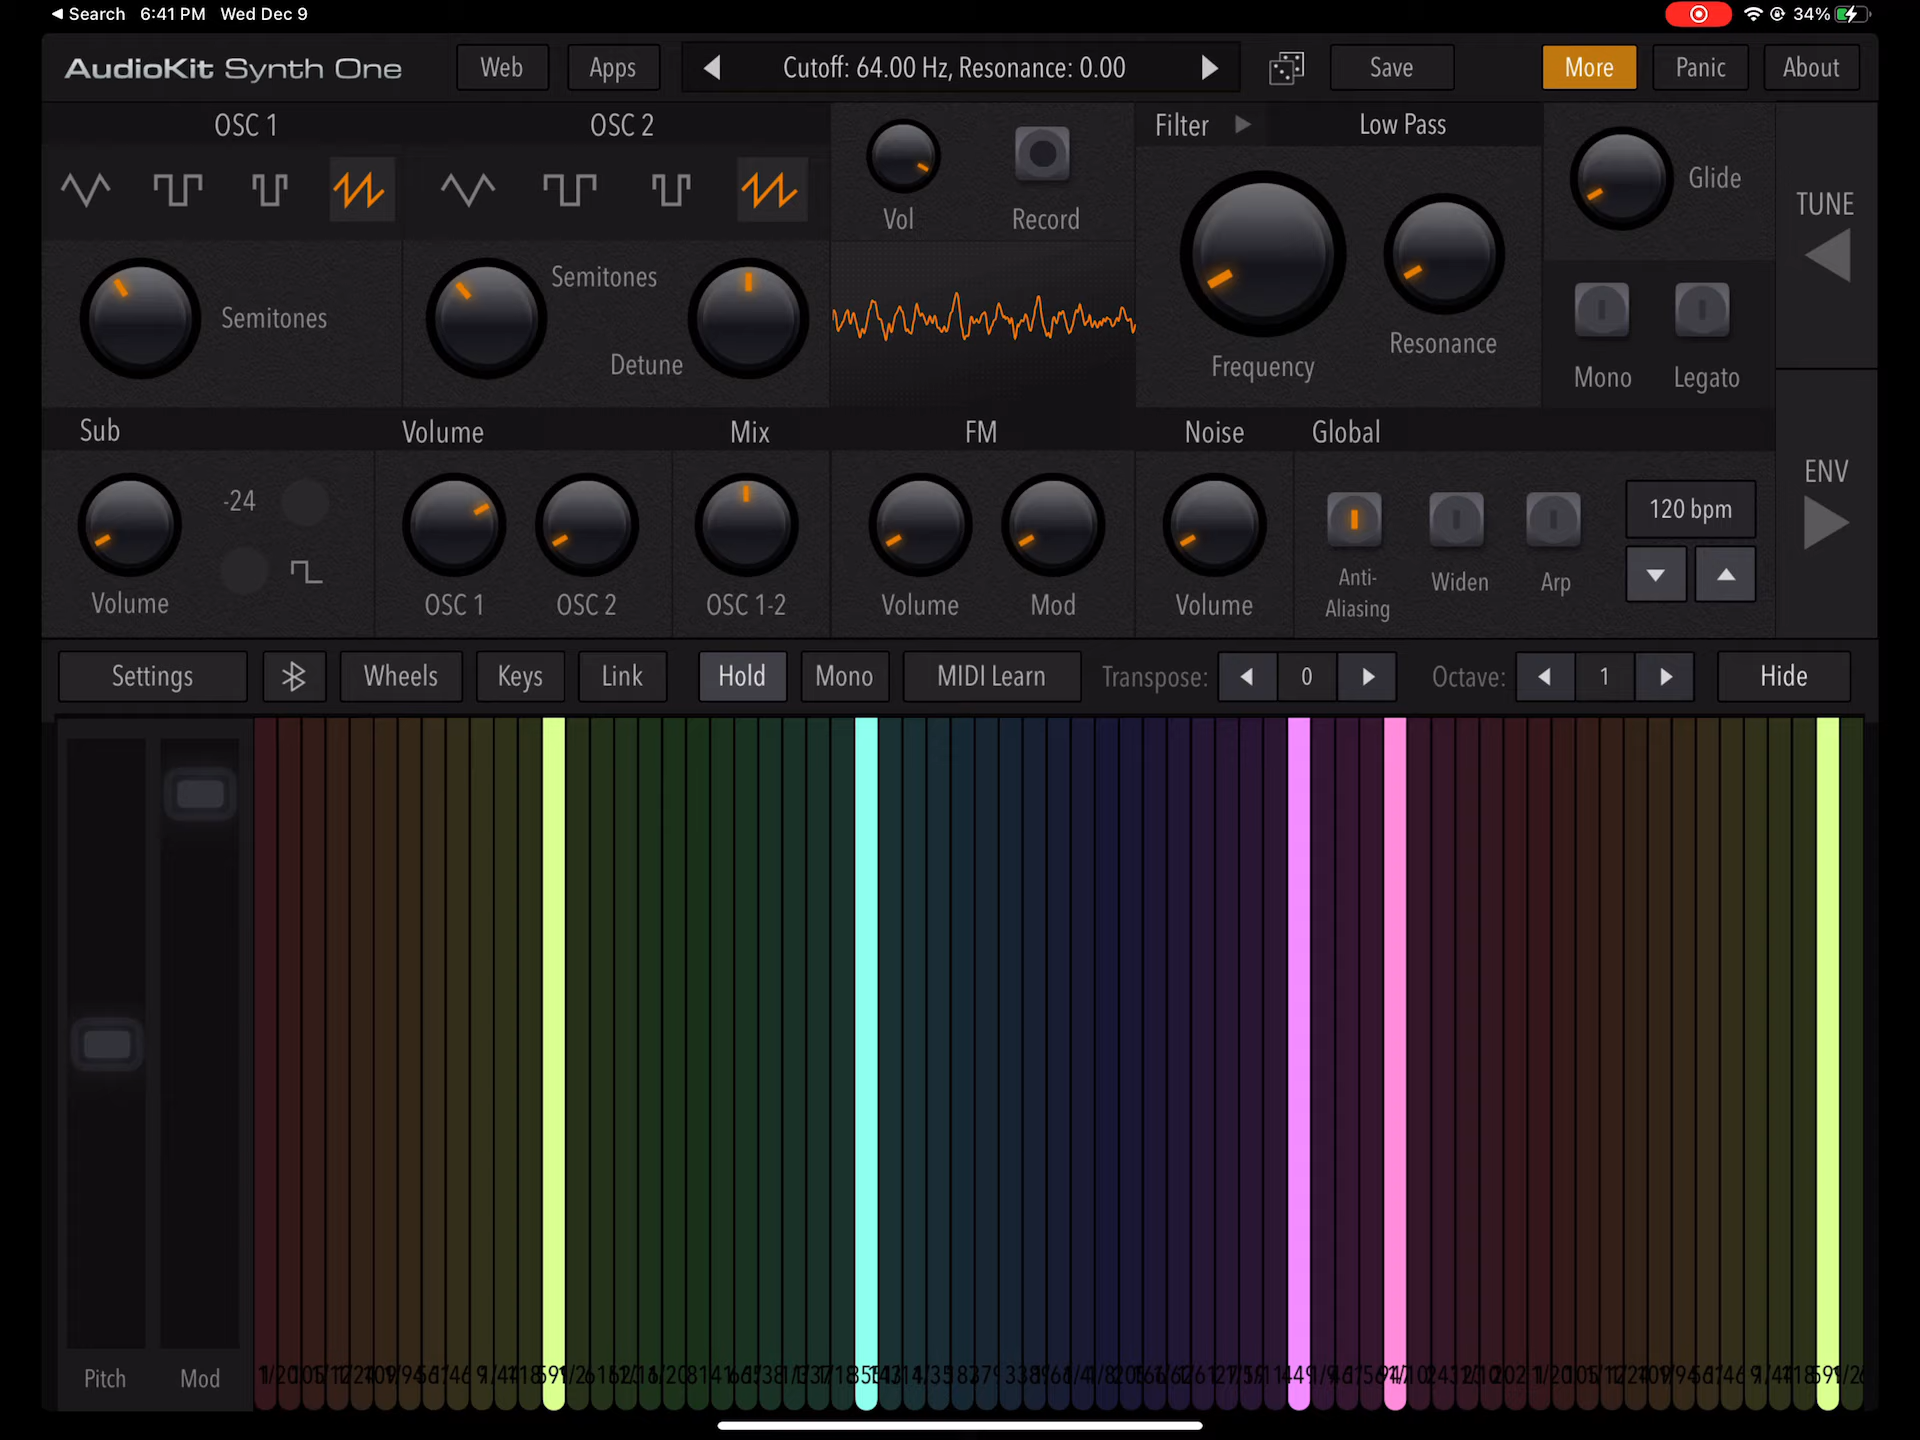 Search 6:41 PM Wed Dec 9 34%
AudioKit Synth One Web Apps Cutoff: 64.00 Hz, Resonance: 0.00 Save More Panic About
OSC 1 OSC 2 Filter Low Pass
Glide
TUNE
Vol Record
Semitones
Semitones
Detune
Frequency
Resonance
Mono Legato
Sub Volume Mix FM Noise Global
ENV
-24
120 bpm
Volume OSC 1 OSC 2 OSC 1-2 Volume Mod Volume
Anti-
Aliasing
Widen Arp
Settings Wheels Keys Link Hold Mono MIDI Learn Transpose: 0 Octave: 1 Hide
Pitch Mod